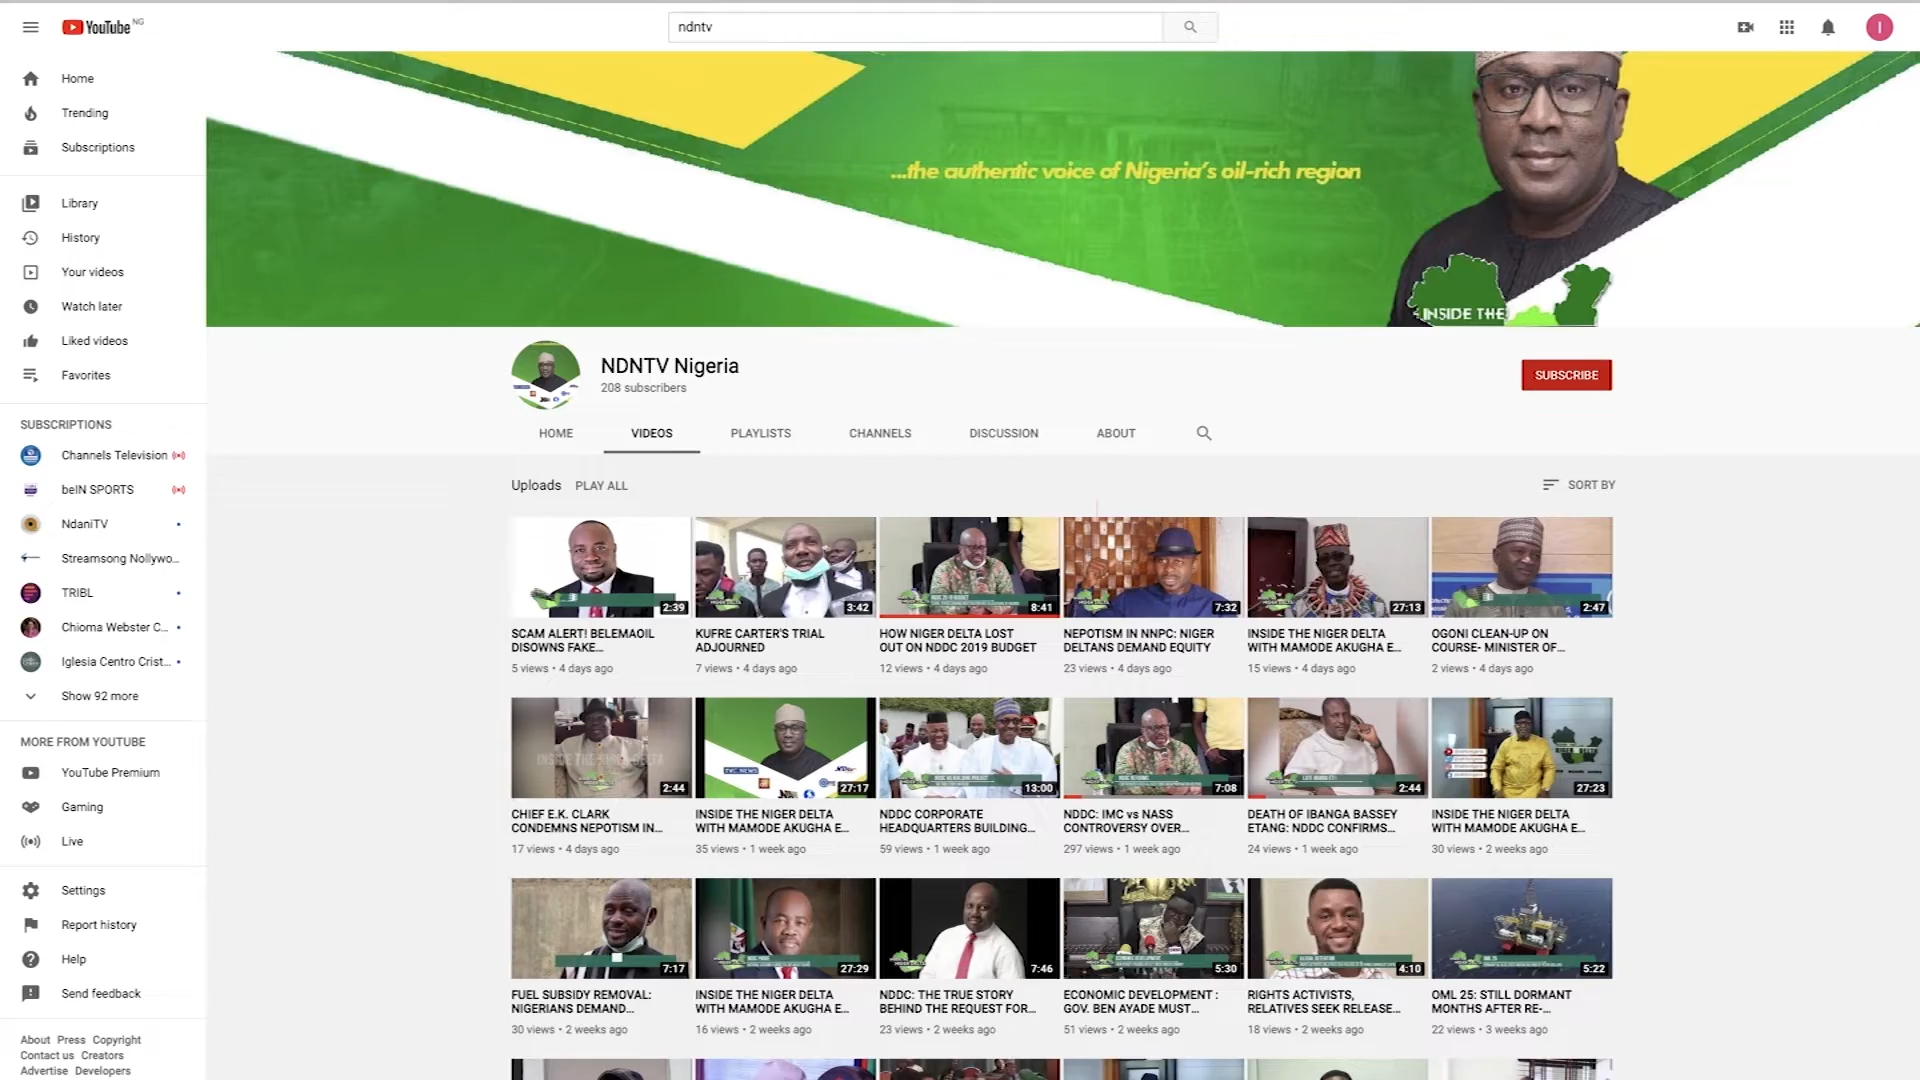 YouTube NG
ndntv
I
Home
Trending
Subscriptions
Library
History
Your videos
Watch later
Liked videos
Favorites
SUBSCRIPTIONS
Channels Television
beIN SPORTS
NdaniTV
Streamsong Nollywo...
TRIBL
Chioma Webster C...
Iglesia Centro Crist...
Show 92 more
MORE FROM YOUTUBE
YouTube Premium
Gaming
Live
Settings
Report history
Help
Send feedback
About Press Copyright
Contact us Creators
Advertise Developers
...the authentic voice of Nigeria's oil-rich region
INSIDE THE
NDNTV Nigeria
208 subscribers
SUBSCRIBE
HOME VIDEOS PLAYLISTS CHANNELS DISCUSSION ABOUT
Uploads PLAY ALL
SORT BY
2:39
3:42
8:41
7:32
27:13
2:47
SCAM ALERT! BELEMAOIL
DISOWNS FAKE...
5 views • 4 days ago
KUFRE CARTER'S TRIAL
ADJOURNED
7 views • 4 days ago
HOW NIGER DELTA LOST
OUT ON NDDC 2019 BUDGET
12 views • 4 days ago
NEPOTISM IN NNPC: NIGER
DELTANS DEMAND EQUITY
23 views • 4 days ago
INSIDE THE NIGER DELTA
WITH MAMODE AKUGHA E...
15 views • 4 days ago
OGONI CLEAN-UP ON
COURSE- MINISTER OF...
2 views • 4 days ago
INSIDE THE NIGER DELTA
2:44
27:17
13:00
7:08
2:44
27:23
CHIEF E.K. CLARK
CONDEMNS NEPOTISM IN...
17 views • 4 days ago
INSIDE THE NIGER DELTA
WITH MAMODE AKUGHA E...
35 views • 1 week ago
NDDC CORPORATE
HEADQUARTERS BUILDING...
59 views • 1 week ago
NDDC: IMC vs NASS
CONTROVERSY OVER...
297 views • 1 week ago
DEATH OF IBANGA BASSEY
ETANG: NDDC CONFIRMS...
24 views • 1 week ago
INSIDE THE NIGER DELTA
WITH MAMODE AKUGHA E...
30 views • 2 weeks ago
7:17
27:29
7:46
5:30
4:10
5:22
FUEL SUBSIDY REMOVAL:
NIGERIANS DEMAND...
30 views • 2 weeks ago
INSIDE THE NIGER DELTA
WITH MAMODE AKUGHA E...
16 views • 2 weeks ago
NDDC: THE TRUE STORY
BEHIND THE REQUEST FOR...
23 views • 2 weeks ago
ECONOMIC DEVELOPMENT :
GOV. BEN AYADE MUST...
51 views • 2 weeks ago
RIGHTS ACTIVISTS,
RELATIVES SEEK RELEASE...
18 views • 2 weeks ago
OML 25: STILL DORMANT
MONTHS AFTER RE-...
22 views • 3 weeks ago